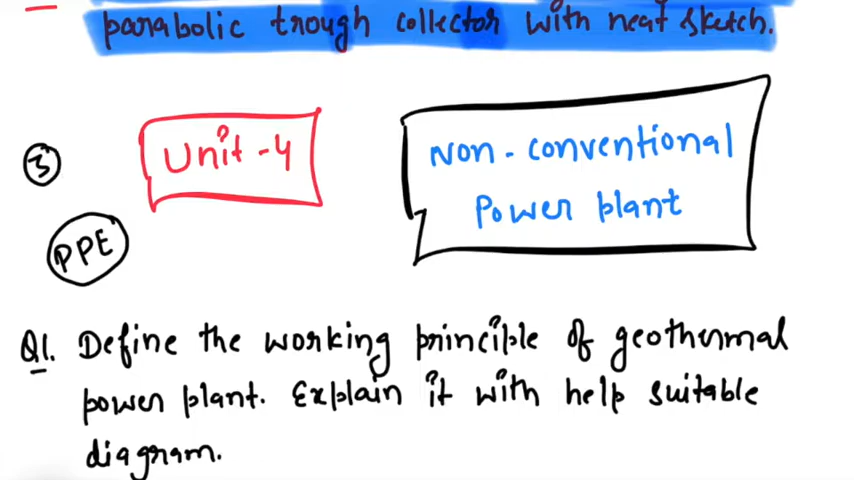 parabolic trough collector with neat sketch.
3
Unit-4
Non-conventional
Power plant
PPE
Q1. Define the working principle of geothermal
power plant. Explain it with help suitable
diagram.